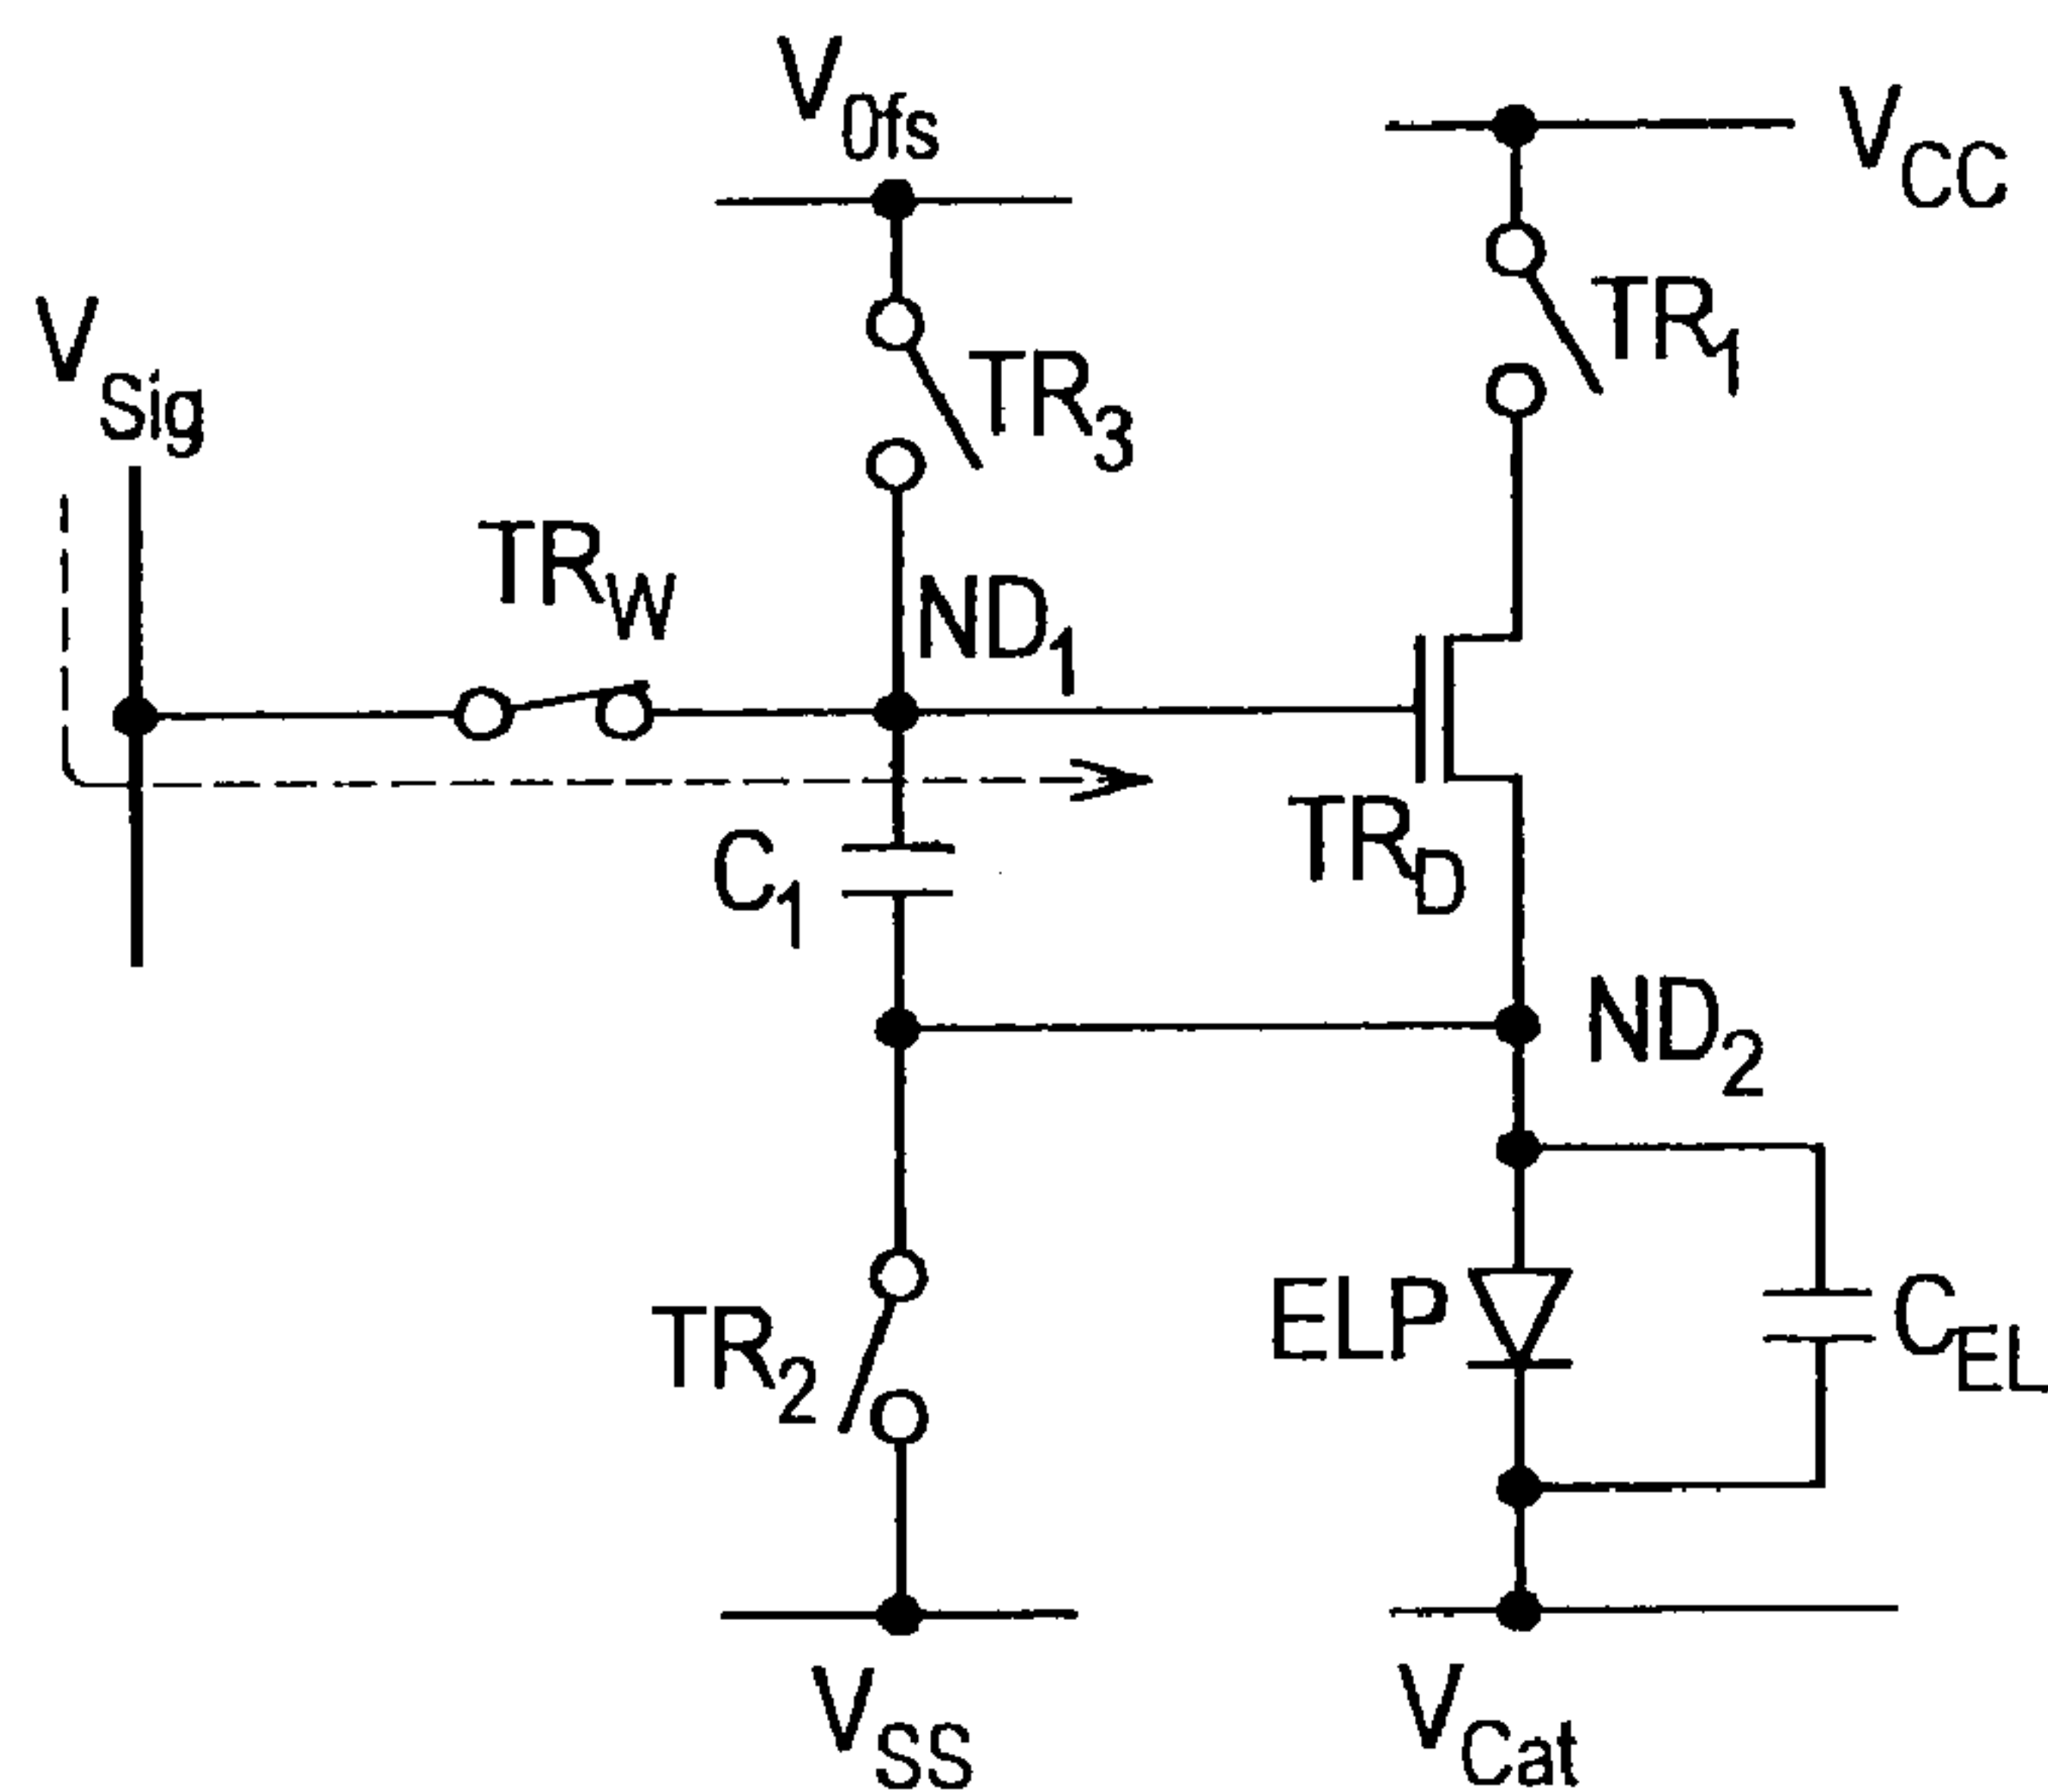 V0fs
VCC
VSig
TR3
TR1
TRW
ND1
C1
TRD
ND2
TR2
ELP
CEL
VSS
VCat